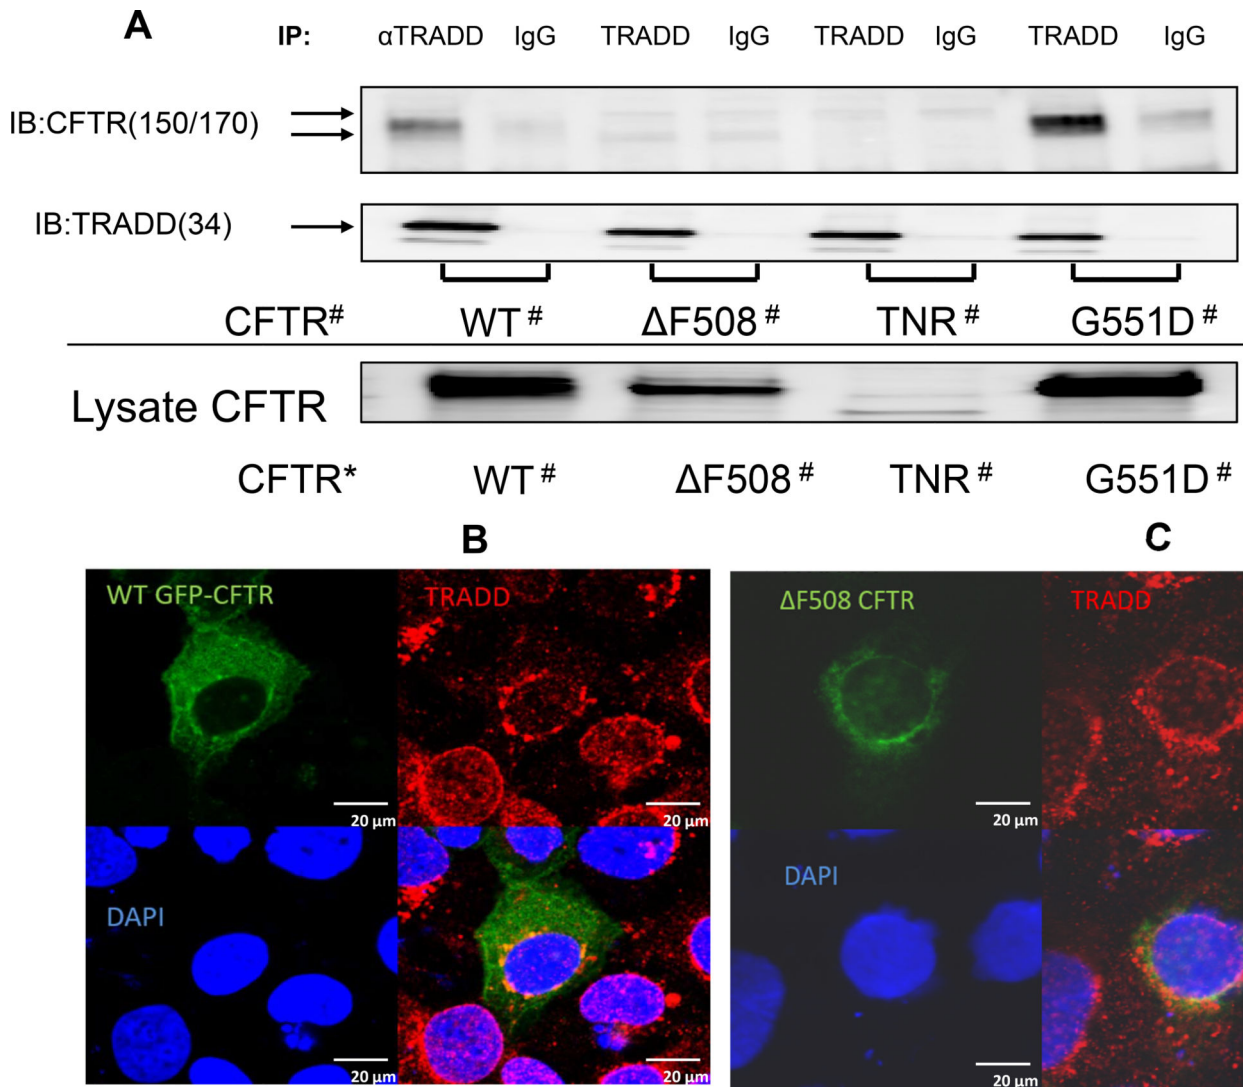 A
IP: αTRADD IgG TRADD IgG TRADD IgG TRADD IgG
IB:CFTR(150/170)
IB:TRADD(34)
CFTR# WT # ΔF508 # TNR # G551D #
Lysate CFTR
CFTR* WT # ΔF508 # TNR # G551D #
B
C
WT GFP-CFTR
TRADD
20 µm
20 µm
DAPI
20 µm
20 µm
ΔF508 CFTR
TRADD
20 µm
DAPI
20 µm